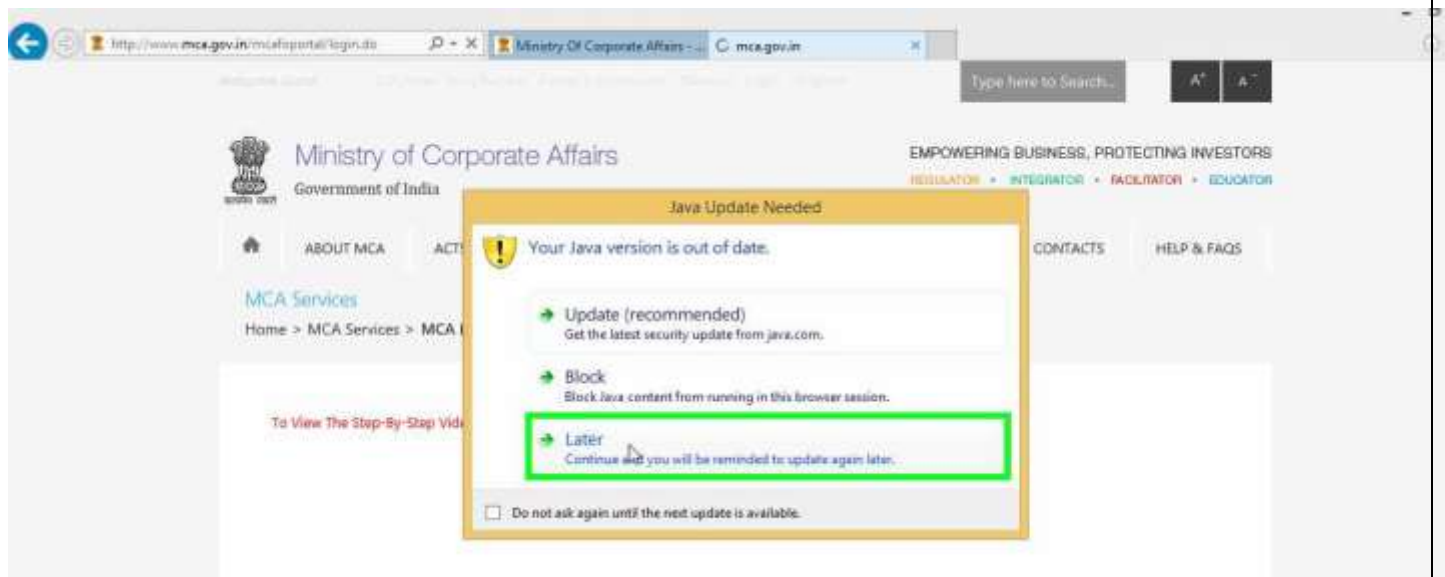 http://www.mca.gov.in/mcafoportal/login.do
Ministry Of Corporate Affairs - ...
mca.gov.in
Type here to Search...
A+
A-
Ministry of Corporate Affairs
Government of India
EMPOWERING BUSINESS, PROTECTING INVESTORS
REGULATOR • INTEGRATOR • FACILITATOR • EDUCATOR
ABOUT MCA
ACT
CONTACTS
HELP & FAQS
MCA Services
Home > MCA Services > MCA
Java Update Needed
Your Java version is out of date.
Update (recommended)
Get the latest security update from java.com.
Block
Block Java content from running in this browser session.
Later
Continue and you will be reminded to update again later.
Do not ask again until the next update is available.
To View The Step-By-Step Vide